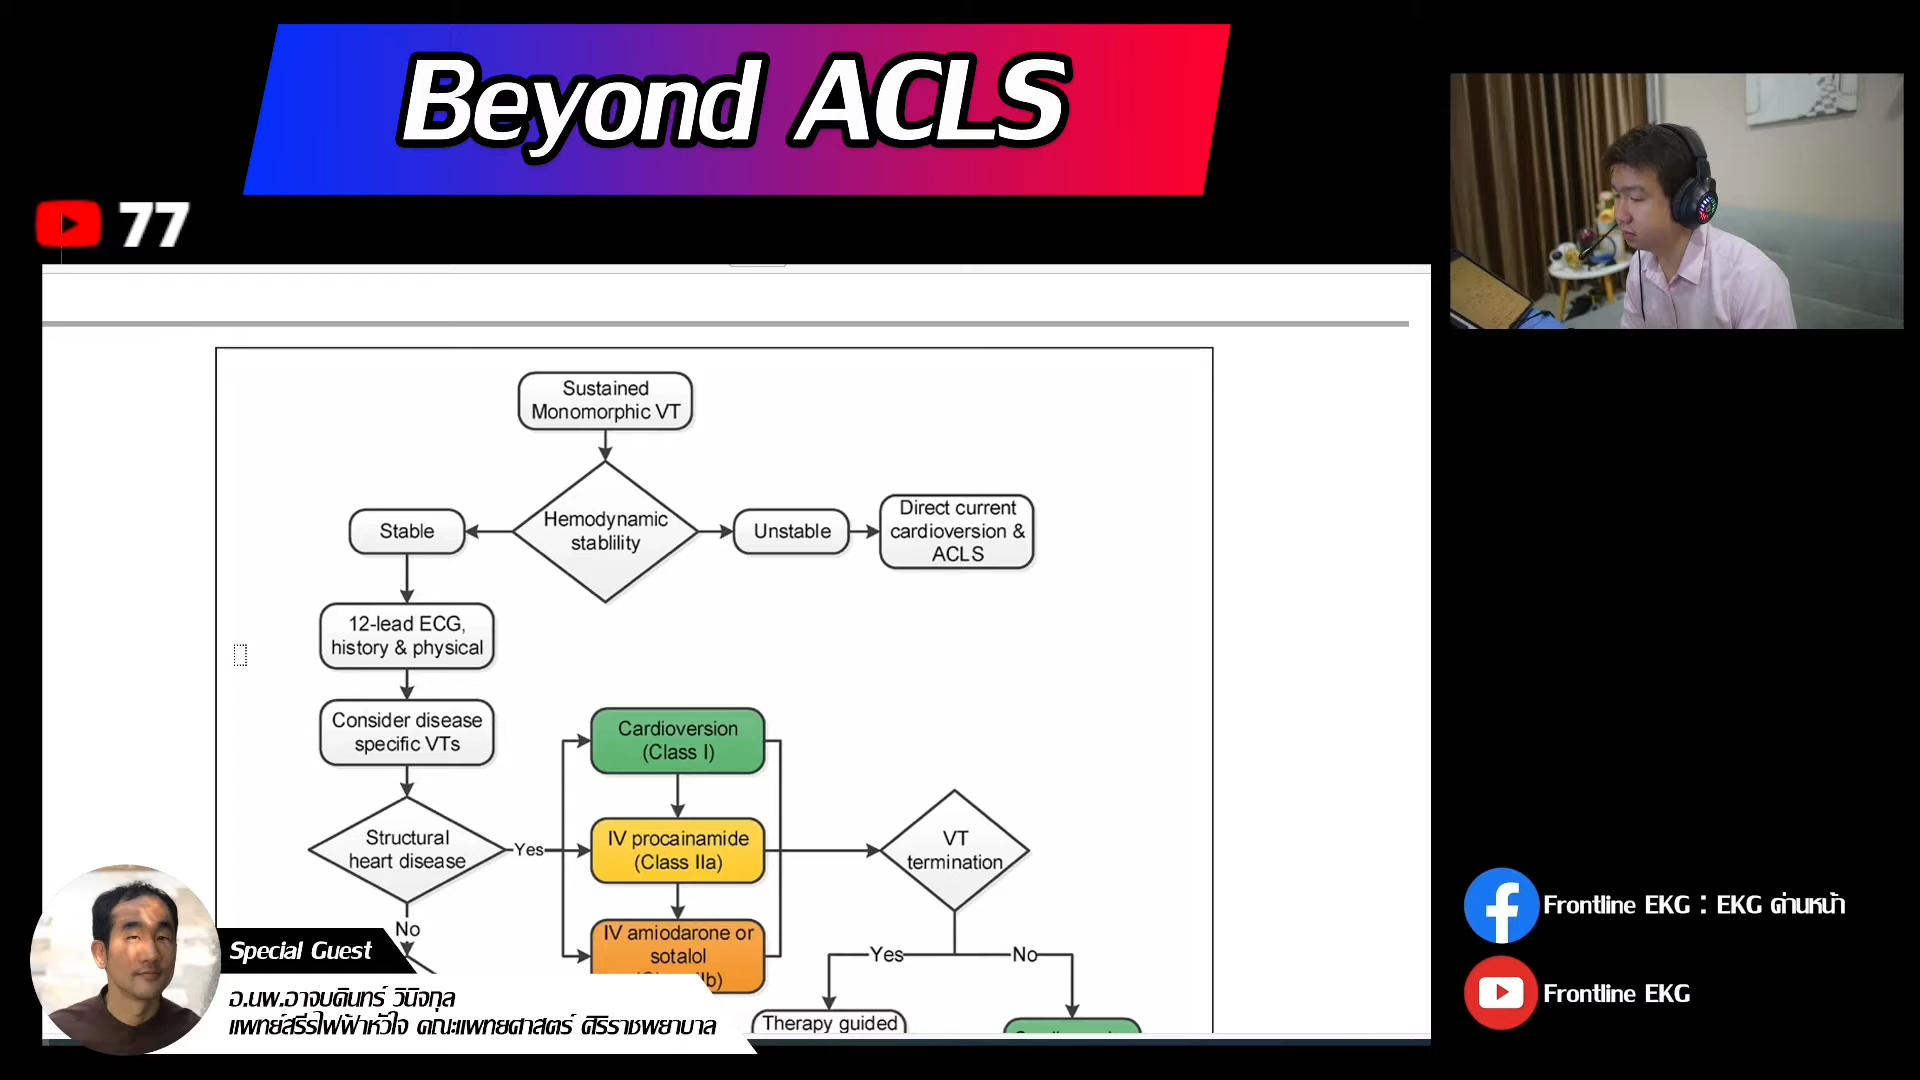 Beyond ACLS
77
Sustained
Monomorphic VT
Hemodynamic
stablility
Stable
Unstable
Direct current
cardioversion &
ACLS
12-lead ECG,
history & physical
Consider disease
specific VTs
Cardioversion
(Class I)
Structural
heart disease
Yes
IV procainamide
(Class IIa)
VT
termination
No
IV amiodarone or
sotalol
Yes
No
Therapy guided
Special Guest
อ.นพ.อาจบดินทร์ วินิจกุล
แพทย์สรีรไฟฟ้าหัวใจ คณะแพทยศาสตร์ ศิริราชพยาบาล
Frontline EKG : EKG ด่านหน้า
Frontline EKG